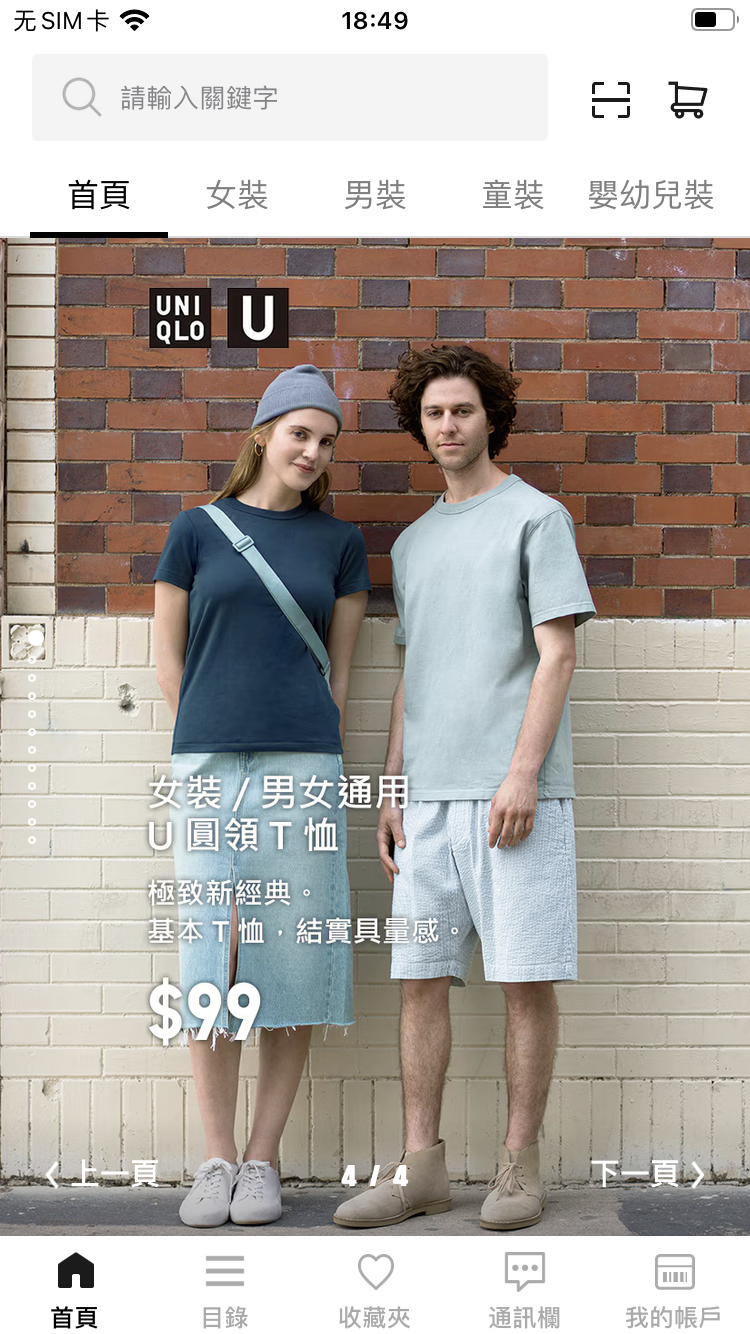 无SIM卡
18:49
請輸入關鍵字
首頁
女裝
男裝
童裝
嬰幼兒裝
UNI
QLO
U
女裝 / 男女通用
U 圓領 T 恤
極致新經典。
基本 T 恤，結實具量感。
$99
上一頁
4 / 4
下一頁
首頁
目錄
收藏夾
通訊欄
我的帳戶